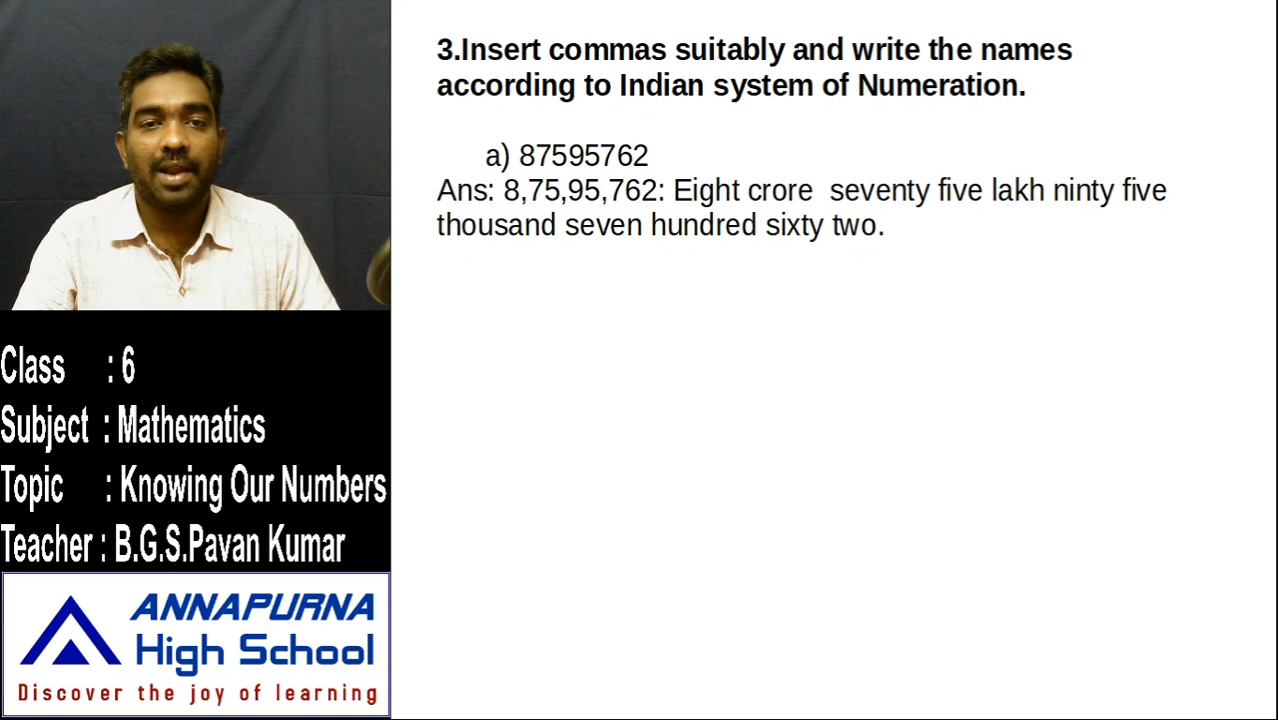 3.Insert commas suitably and write the names
according to Indian system of Numeration.
a) 87595762
Ans: 8,75,95,762: Eight crore  seventy five lakh ninty five
thousand seven hundred sixty two.
Class : 6
Subject : Mathematics
Topic : Knowing Our Numbers
Teacher : B.G.S.Pavan Kumar
ANNAPURNA
High School
Discover the joy of learning